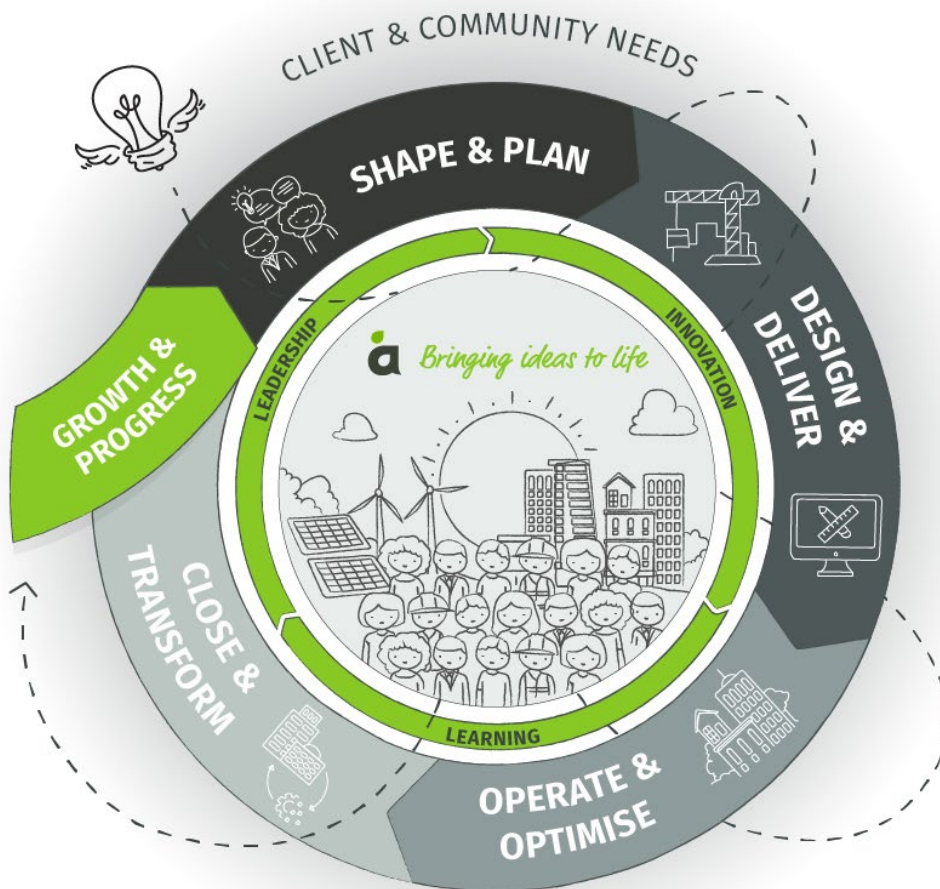 CLIENT & COMMUNITY NEEDS
SHAPE & PLAN
DESIGN &
DELIVER
OPERATE &
OPTIMISE
CLOSE &
TRANSFORM
GROWTH &
PROGRESS
LEADERSHIP
INNOVATION
LEARNING
a Bringing ideas to life